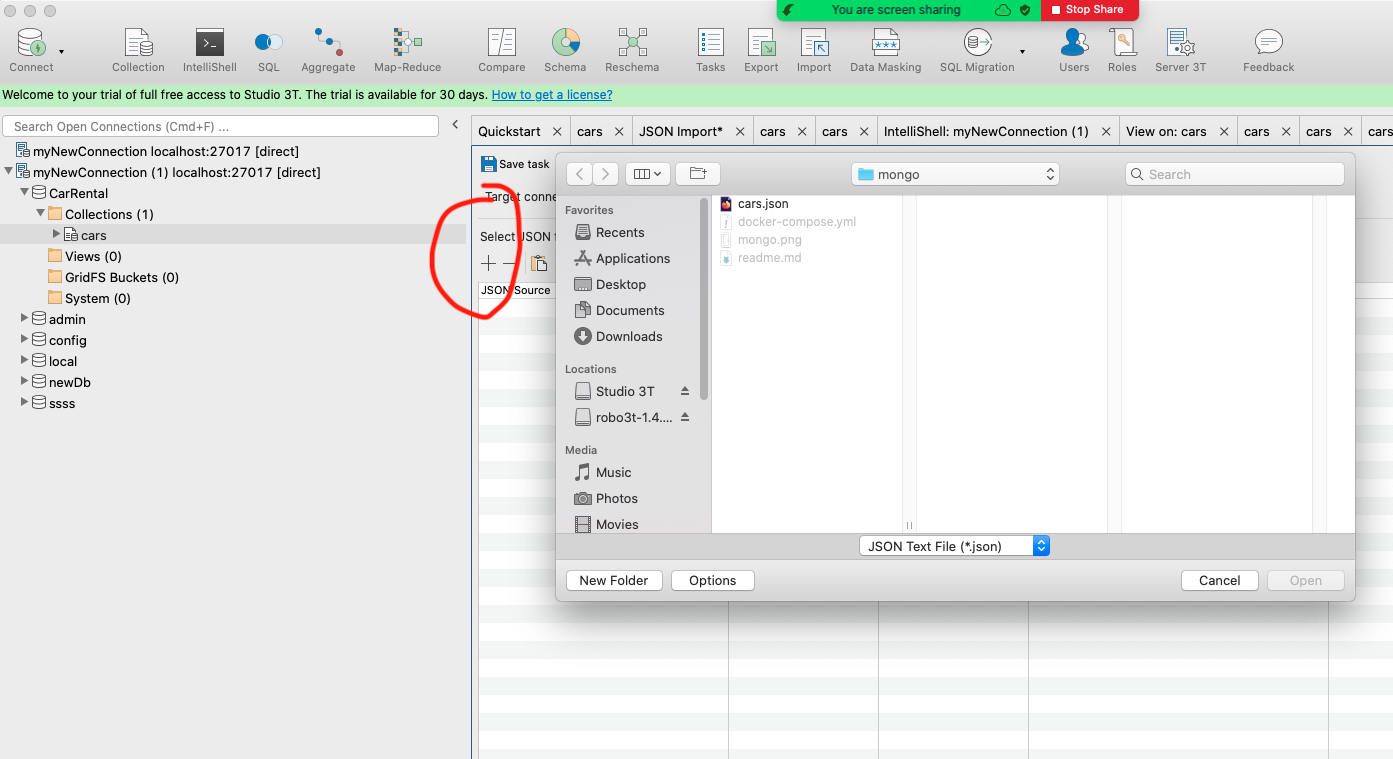 You are screen sharing
Stop Share
Connect
Collection
IntelliShell
SQL
Aggregate
Map-Reduce
Compare
Schema
Reschema
Tasks
Export
Import
Data Masking
SQL Migration
Users
Roles
Server 3T
Feedback
Welcome to your trial of full free access to Studio 3T. The trial is available for 30 days. How to get a license?
Search Open Connections (Cmd+F) ...
myNewConnection localhost:27017 [direct]
myNewConnection (1) localhost:27017 [direct]
CarRental
Collections (1)
cars
Views (0)
GridFS Buckets (0)
System (0)
admin
config
local
newDb
ssss
Quickstart
cars
JSON Import*
cars
cars
IntelliShell: myNewConnection (1)
View on: cars
cars
cars
cars
Save task
Target conne
Select JSON f
JSON Source
mongo
Search
Favorites
Recents
Applications
Desktop
Documents
Downloads
Locations
Studio 3T
robo3t-1.4....
Media
Music
Photos
Movies
cars.json
docker-compose.yml
mongo.png
readme.md
JSON Text File (*.json)
New Folder
Options
Cancel
Open